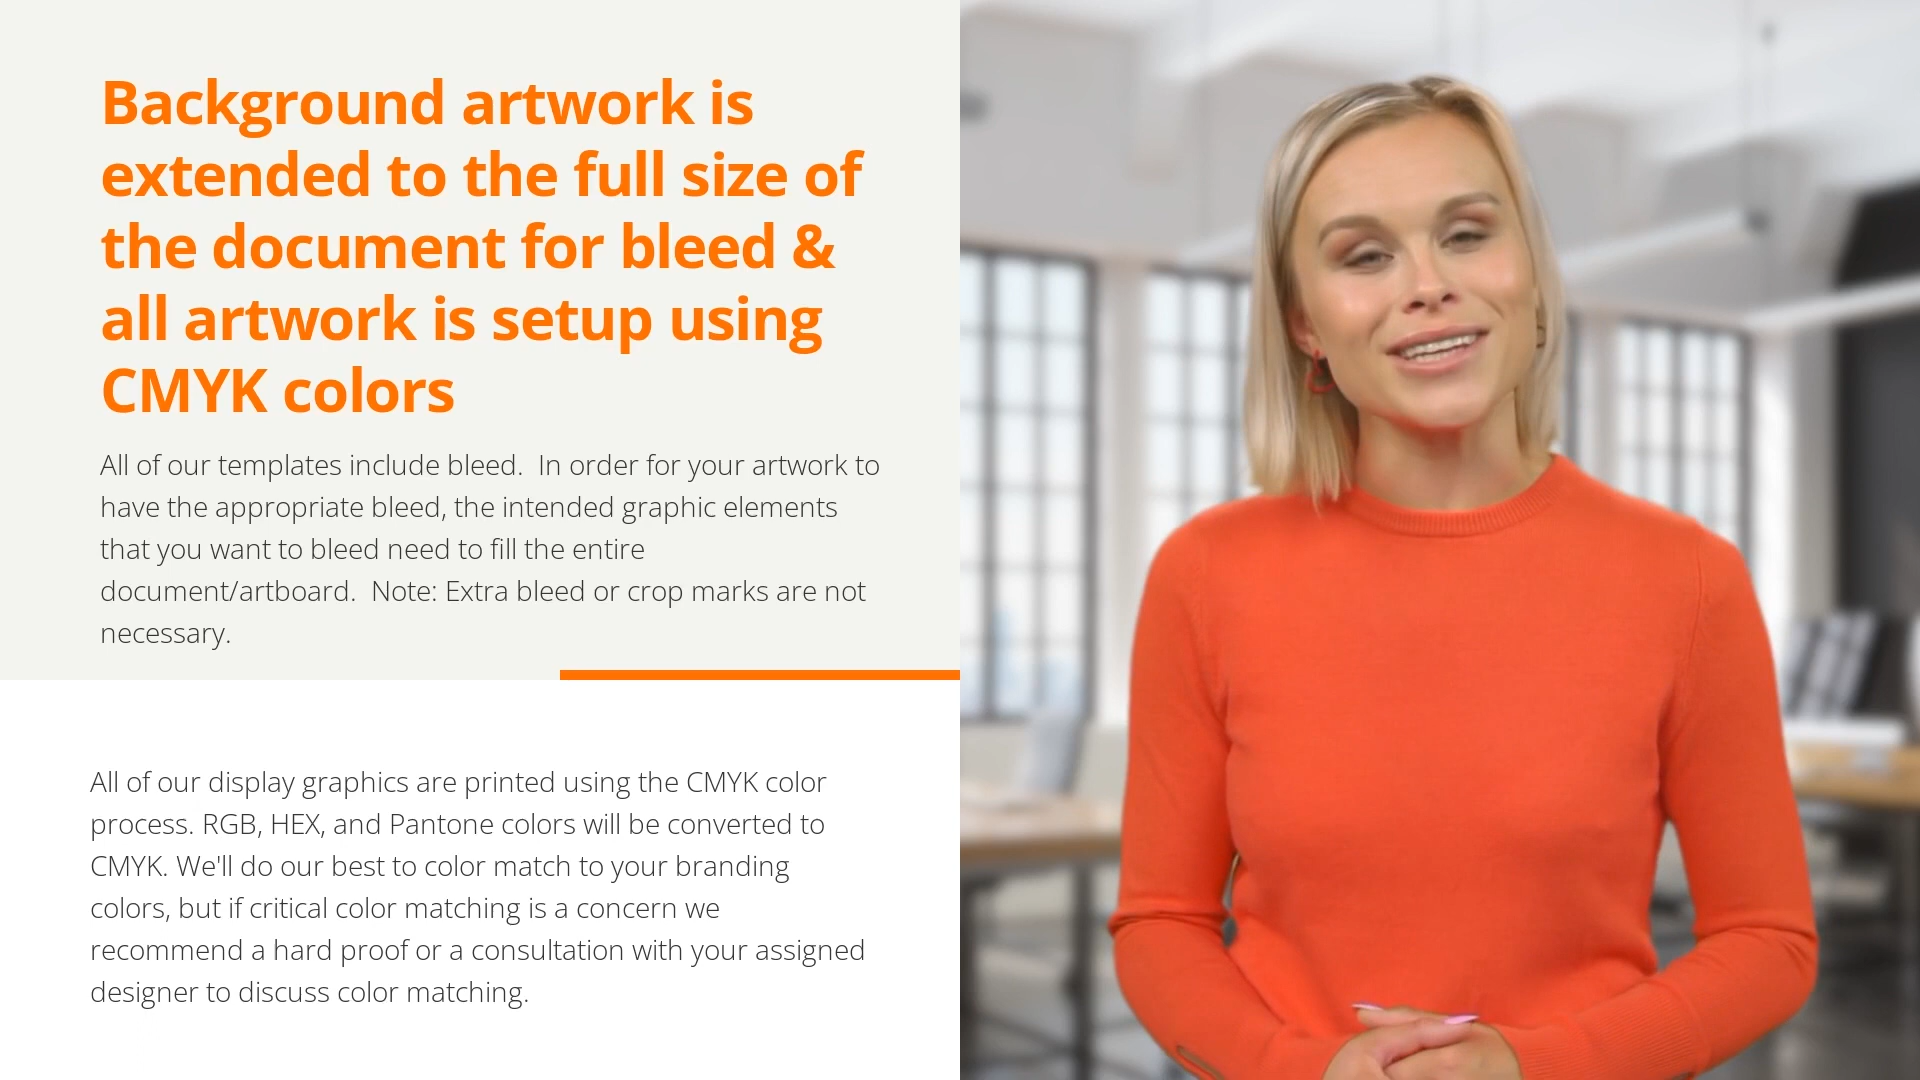 Background artwork is
extended to the full size of
the document for bleed &
all artwork is setup using
CMYK colors
All of our templates include bleed.  In order for your artwork to
have the appropriate bleed, the intended graphic elements
that you want to bleed need to fill the entire
document/artboard.  Note: Extra bleed or crop marks are not
necessary.
All of our display graphics are printed using the CMYK color
process. RGB, HEX, and Pantone colors will be converted to
CMYK. We'll do our best to color match to your branding
colors, but if critical color matching is a concern we
recommend a hard proof or a consultation with your assigned
designer to discuss color matching.